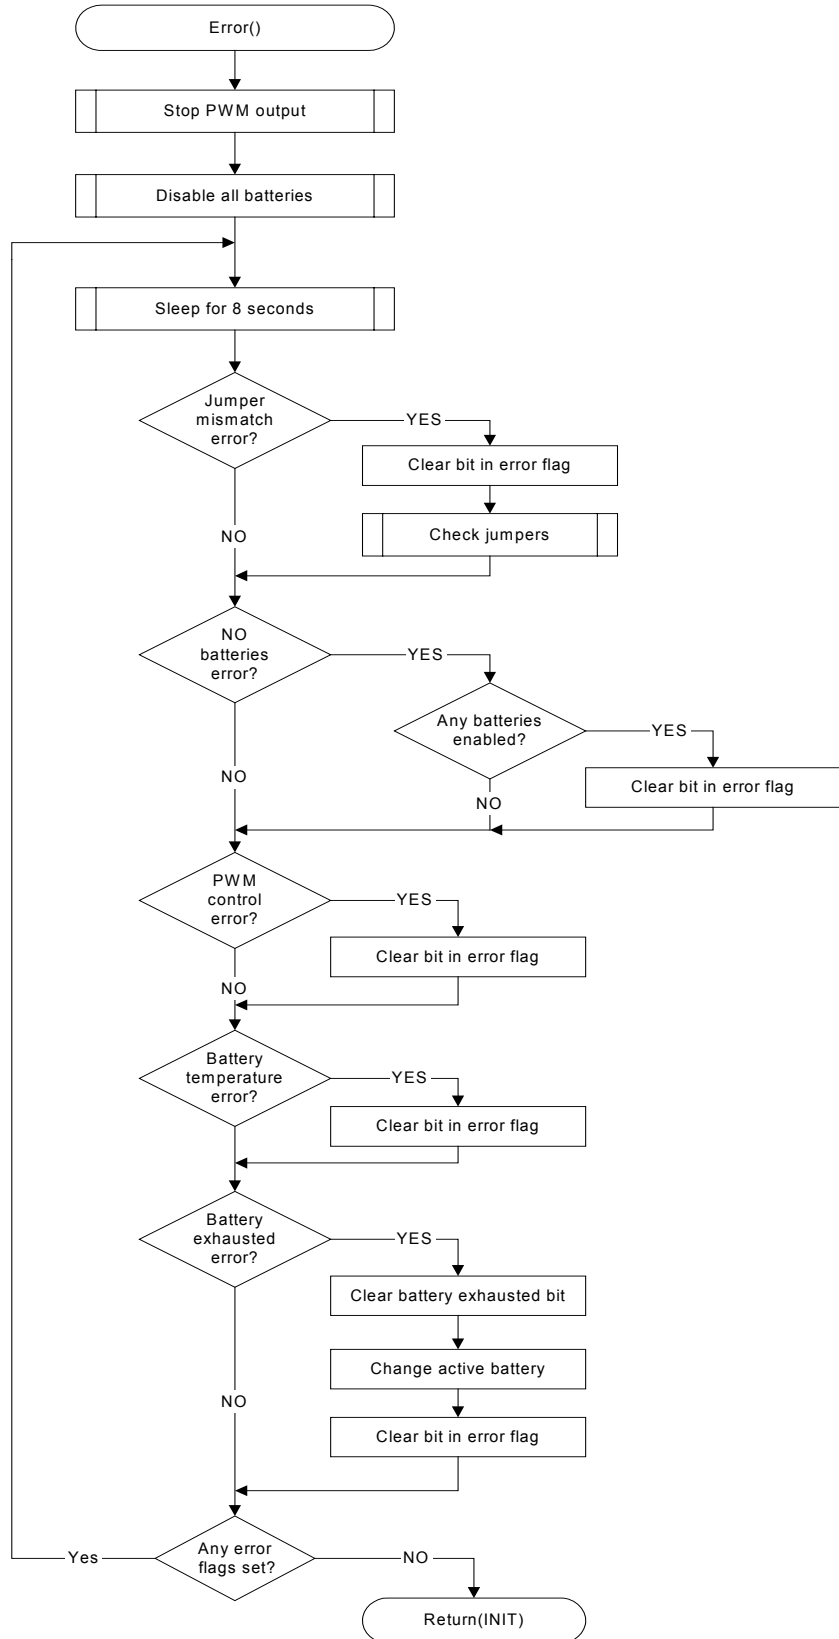 Error()
Stop PWM output
Disable all batteries
Sleep for 8 seconds
Jumper
mismatch
error?
YES
Clear bit in error flag
Check jumpers
NO
NO
batteries
error?
YES
Any batteries
enabled?
YES
Clear bit in error flag
NO
NO
PWM
control
error?
YES
Clear bit in error flag
NO
Battery
temperature
error?
YES
Clear bit in error flag
Battery
exhausted
error?
YES
Clear battery exhausted bit
Change active battery
NO
Clear bit in error flag
Any error
flags set?
Yes
NO
Return(INIT)